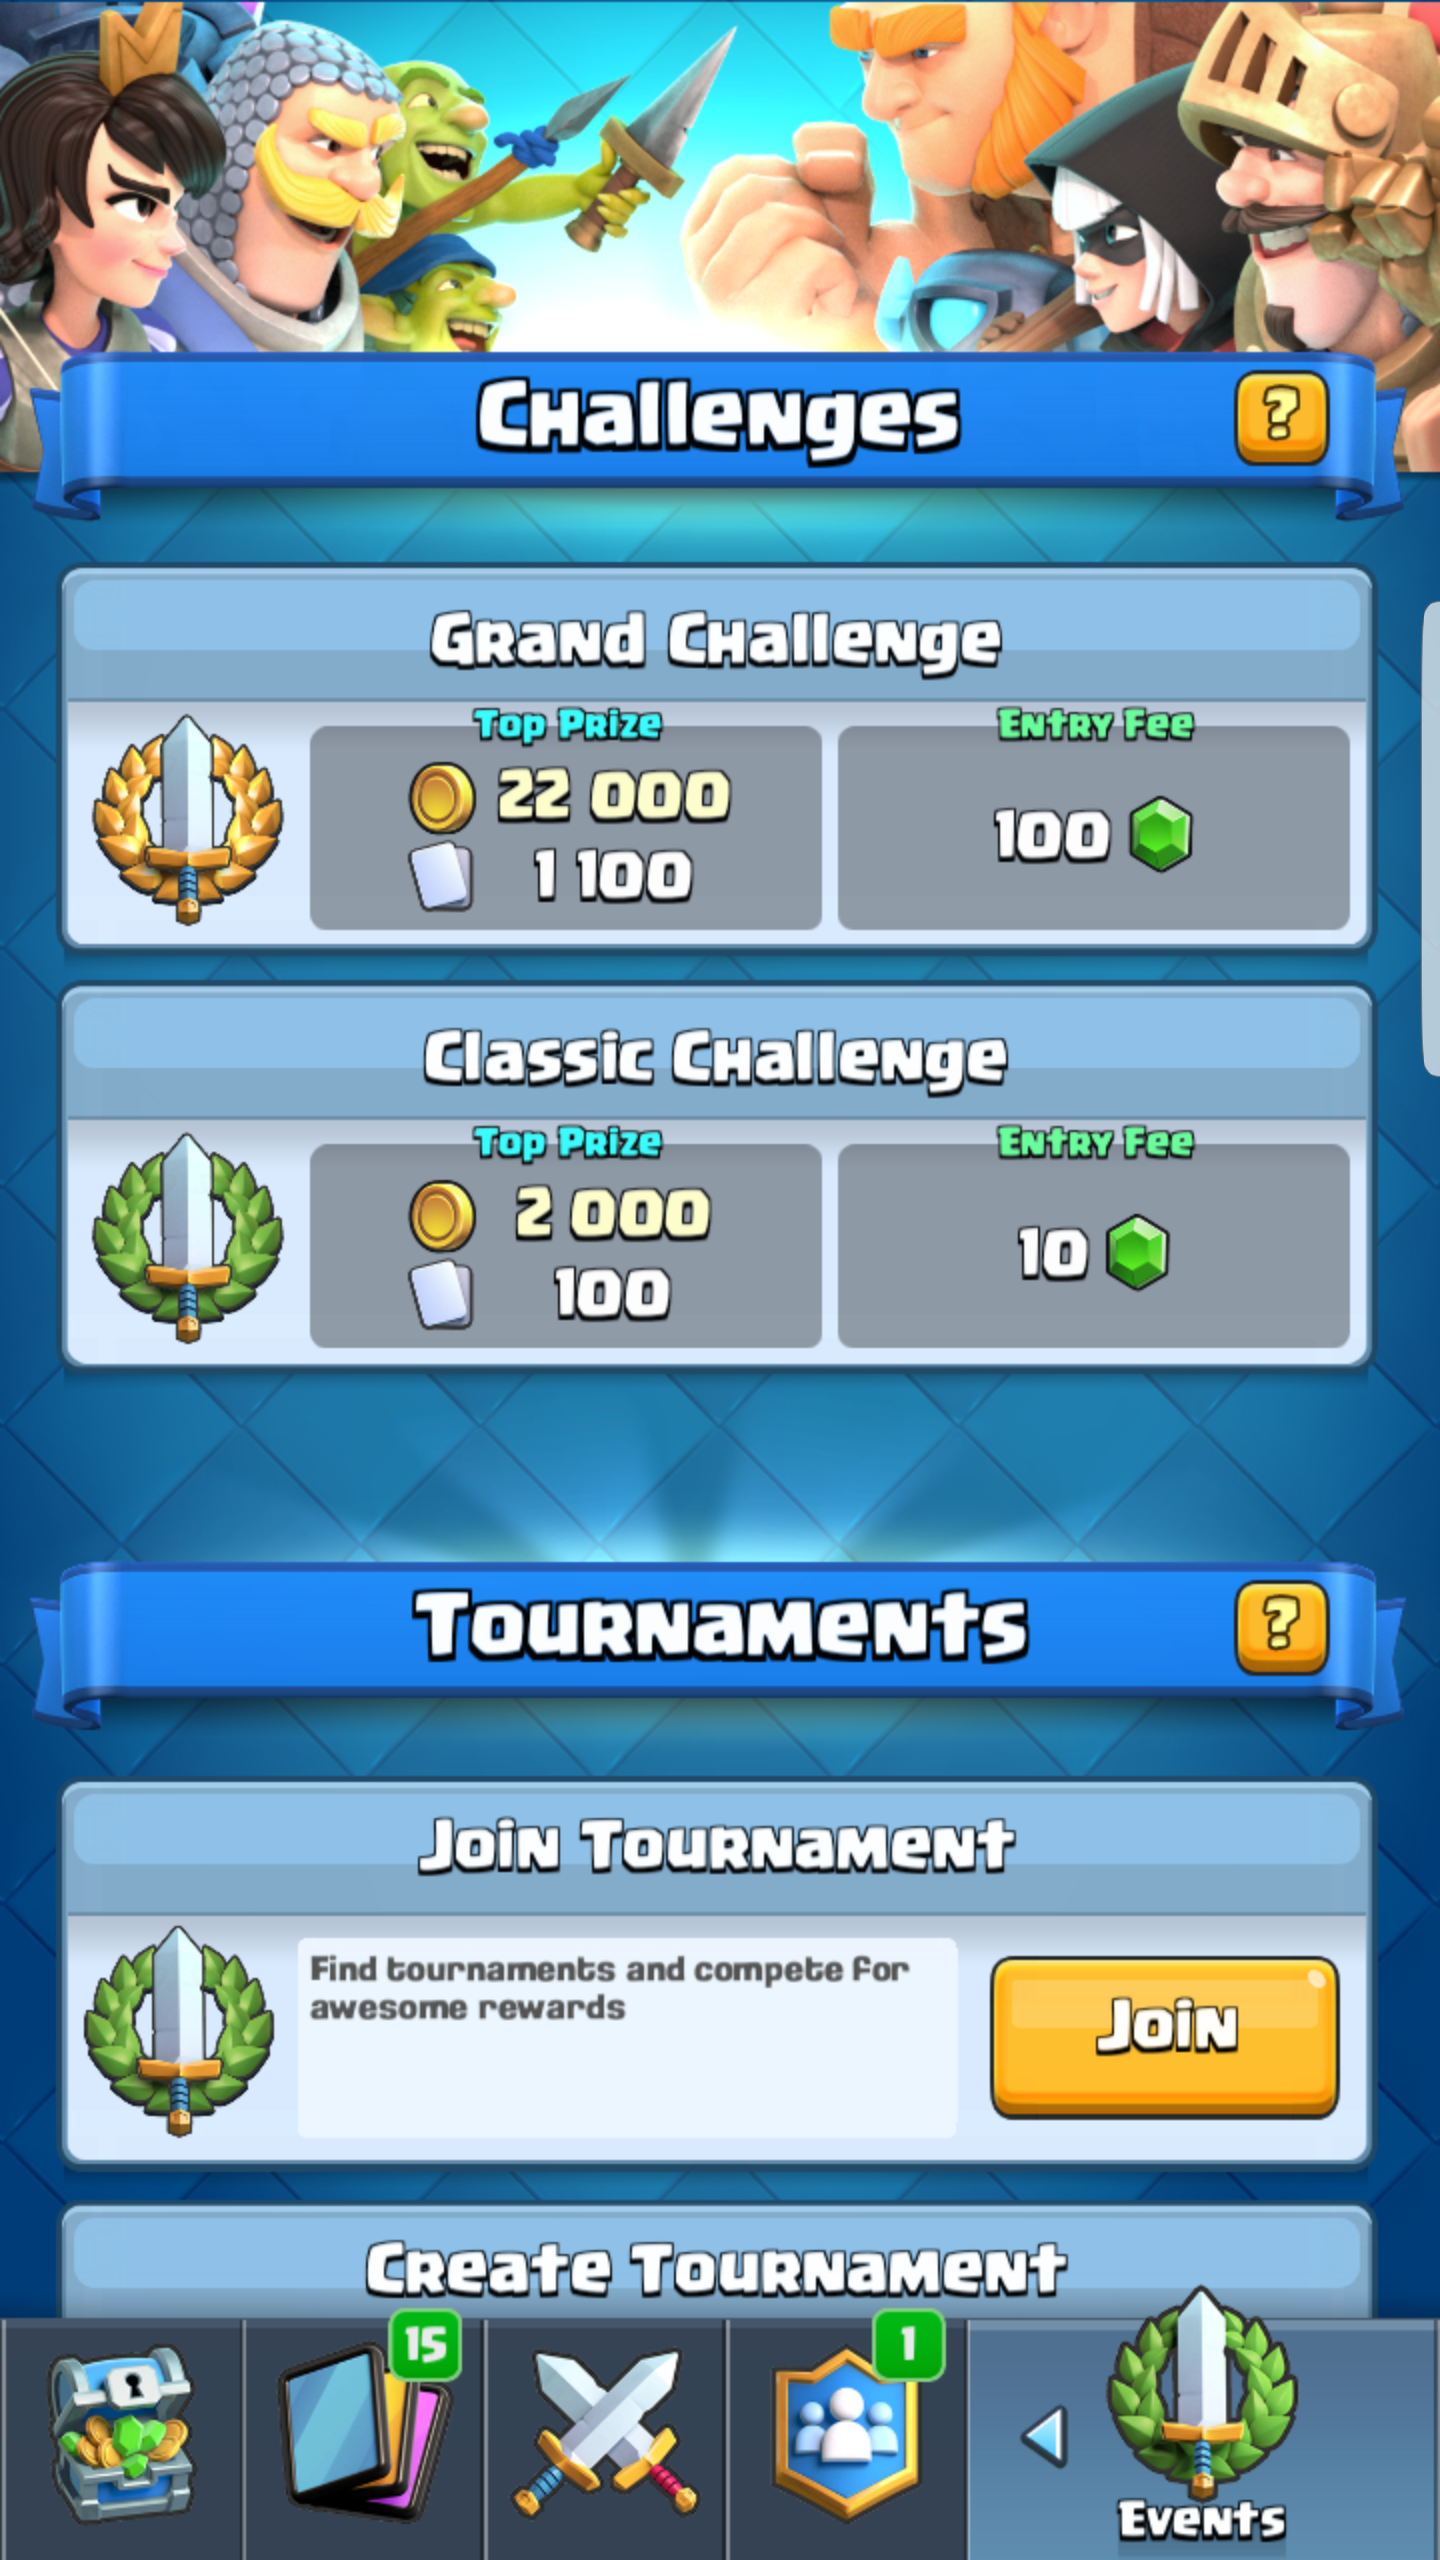 Challenges
?
Grand Challenge
Top Prize
Entry Fee
22 000
1 100
100
Classic Challenge
Top Prize
Entry Fee
2 000
100
10
Tournaments
?
Join Tournament
Find tournaments and compete for
awesome rewards
Join
Create Tournament
15
1
Events